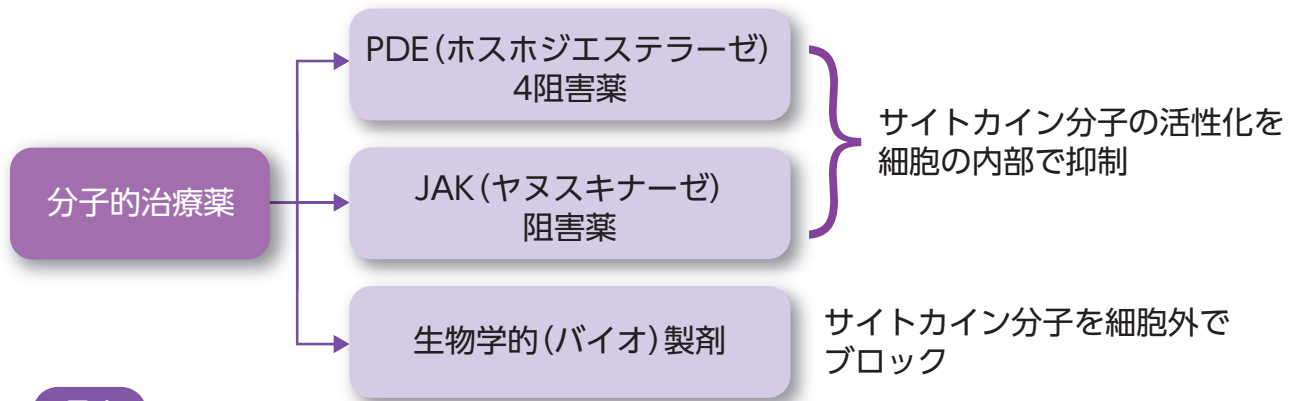 PDE(ホスホジエステラーゼ)
4阻害薬
サイトカイン分子の活性化を
細胞の内部で抑制
分子的治療薬
JAK(ヤヌスキナーゼ)
阻害薬
生物学的(バイオ)製剤
サイトカイン分子を細胞外で
ブロック